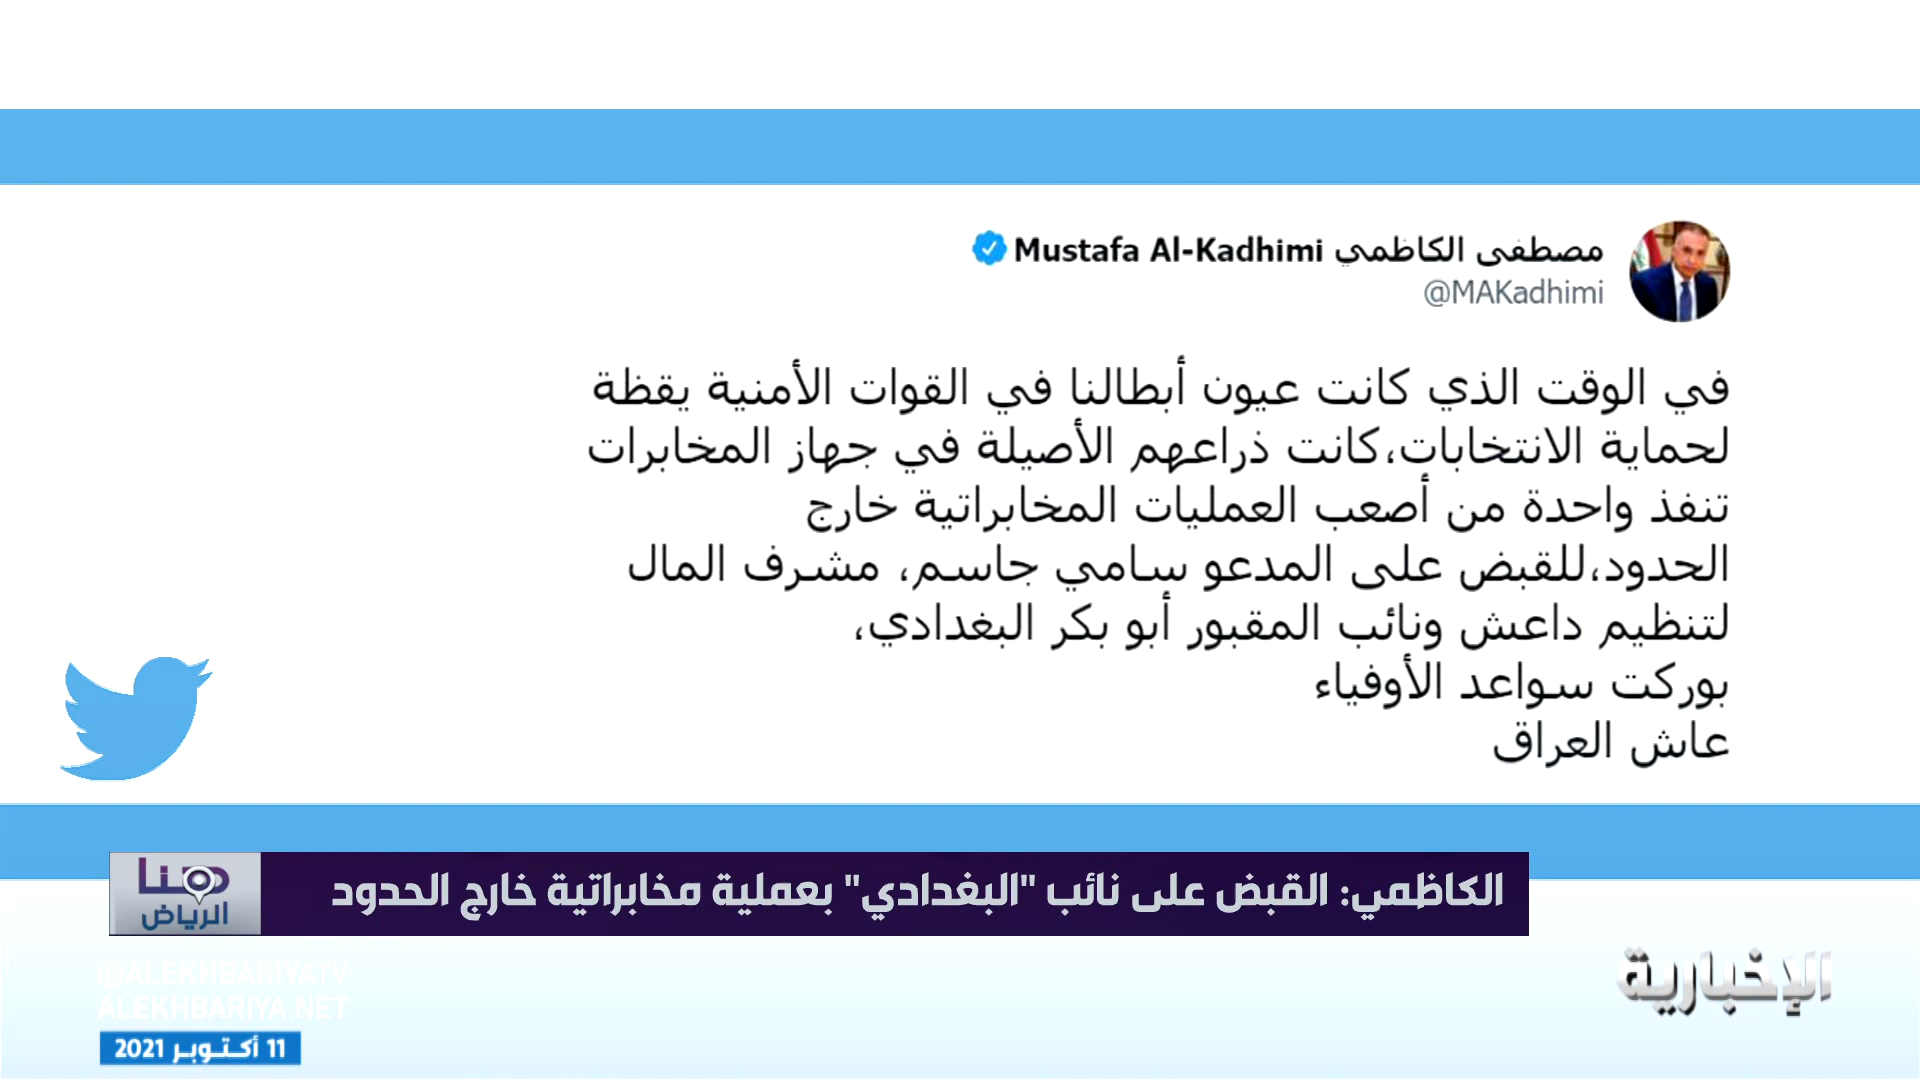 مصطفى الكاظمي Mustafa Al-Kadhimi
@MAKadhimi
في الوقت الذي كانت عيون أبطالنا في القوات الأمنية يقظة
لحماية الانتخابات،كانت ذراعهم الأصيلة في جهاز المخابرات
تنفذ واحدة من أصعب العمليات المخابراتية خارج
الحدود،للقبض على المدعو سامي جاسم، مشرف المال
لتنظيم داعش ونائب المقبور أبو بكر البغدادي،
بوركت سواعد الأوفياء
عاش العراق
الكاظمي: القبض على نائب "البغدادي" بعملية مخابراتية خارج الحدود
هنا
الرياض
الإخبارية
@ALEKHBARIYATV
ALEKHBARIYA.NET
11 أكتوبر 2021